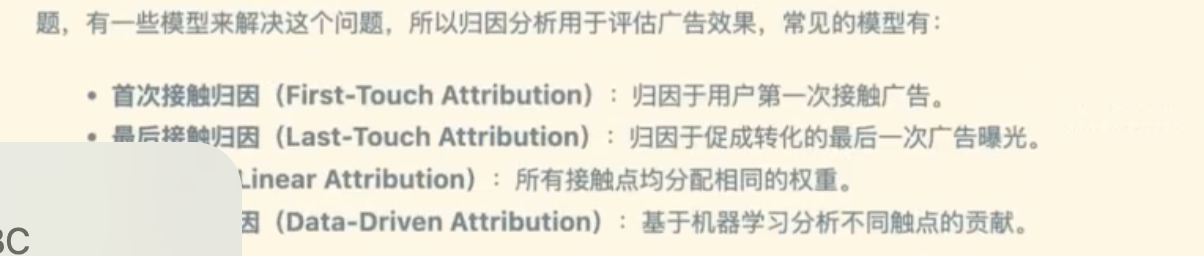 题，有一些模型来解决这个问题，所以归因分析用于评估广告效果，常见的模型有：
• 首次接触归因（First-Touch Attribution）：归因于用户第一次接触广告。
• 最后接触归因（Last-Touch Attribution）：归因于促成转化的最后一次广告曝光。
Linear Attribution）：所有接触点均分配相同的权重。
因（Data-Driven Attribution）：基于机器学习分析不同触点的贡献。
BC